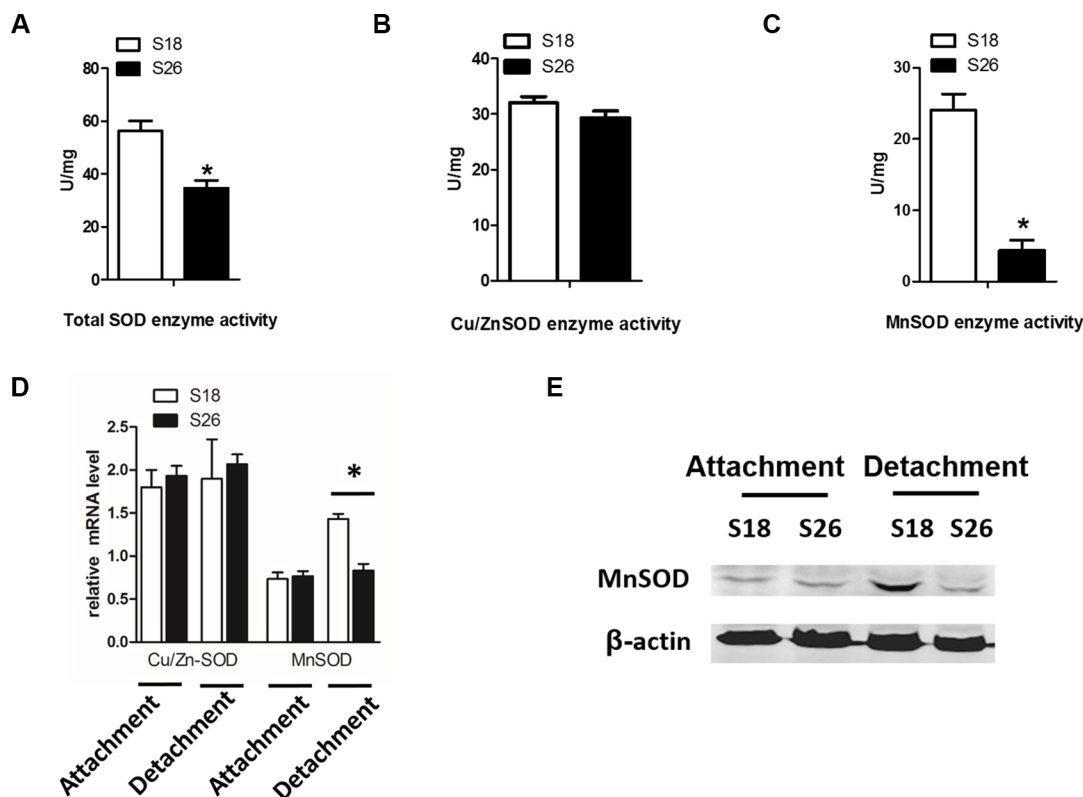 A
S18
S26
80
60
40
20
0
U/mg
*
Total SOD enzyme activity
B
S18
S26
40
30
20
10
0
U/mg
Cu/ZnSOD enzyme activity
C
S18
S26
30
20
10
0
U/mg
*
MnSOD enzyme activity
D
S18
S26
2.5
2.0
1.5
1.0
0.5
0.0
relative mRNA level
*
Cu/Zn-SOD MnSOD
Attachment Detachment Attachment Detachment
E
Attachment Detachment
S18 S26 S18 S26
MnSOD
β-actin